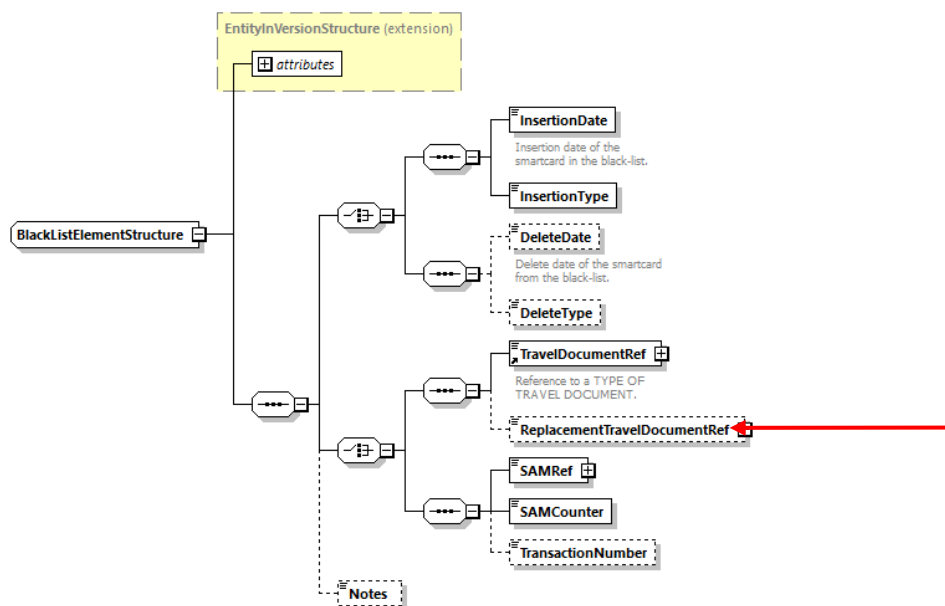 EntityInVersionStructure (extension)
attributes
InsertionDate
Insertion date of the
smartcard in the black-list.
InsertionType
BlackListElementStructure
DeleteDate
Delete date of the smartcard
from the black-list.
DeleteType
TravelDocumentRef
Reference to a TYPE OF
TRAVEL DOCUMENT.
ReplacementTravelDocumentRef
SAMRef
SAMCounter
TransactionNumber
Notes